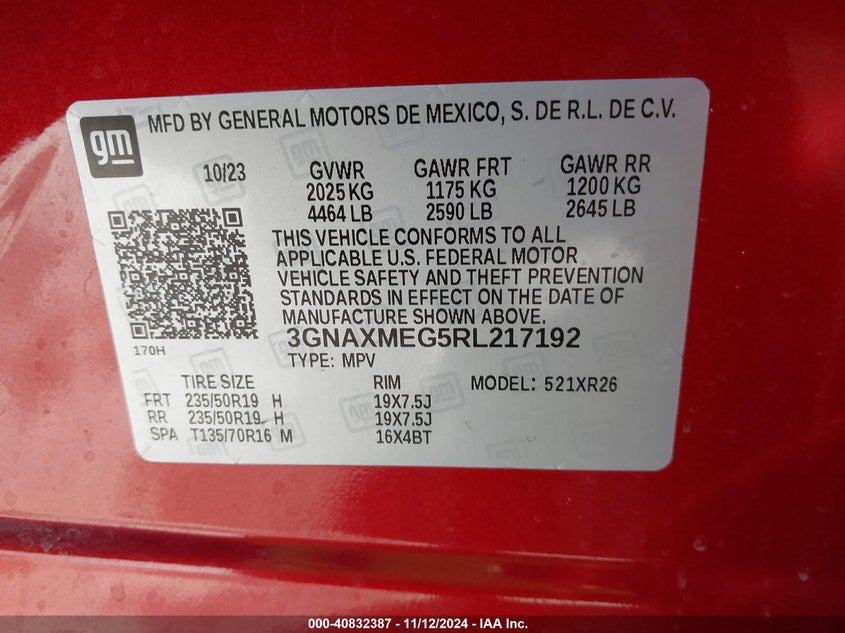 gm
MFD BY GENERAL MOTORS DE MEXICO, S. DE R.L. DE C.V.
10/23 GVWR GAWR FRT GAWR RR
2025 KG 1175 KG 1200 KG
4464 LB 2590 LB 2645 LB
THIS VEHICLE CONFORMS TO ALL
APPLICABLE U.S. FEDERAL MOTOR
VEHICLE SAFETY AND THEFT PREVENTION
STANDARDS IN EFFECT ON THE DATE OF
MANUFACTURE SHOWN ABOVE.
170H
3GNAXMEG5RL217192
TYPE: MPV
TIRE SIZE RIM MODEL: 521XR26
FRT 235/50R19 H 19X7.5J
RR 235/50R19 H 19X7.5J
SPA T135/70R16 M 16X4BT
000-40832387 - 11/12/2024 - IAA Inc.